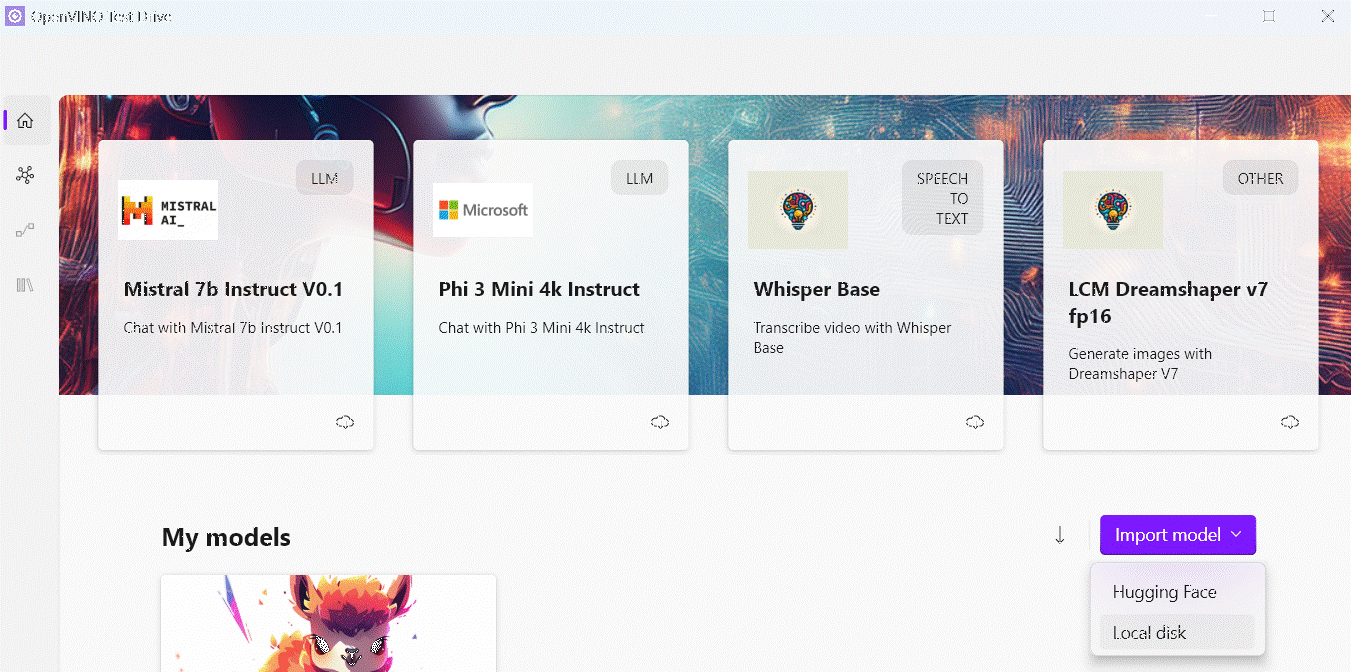 OpenVINO Test Drive
LLM
MISTRAL
AI_
Mistral 7b Instruct V0.1
Chat with Mistral 7b Instruct V0.1
LLM
Microsoft
Phi 3 Mini 4k Instruct
Chat with Phi 3 Mini 4k Instruct
SPEECH
TO
TEXT
Whisper Base
Transcribe video with Whisper
Base
OTHER
LCM Dreamshaper v7
fp16
Generate images with
Dreamshaper V7
My models
Import model
Hugging Face
Local disk